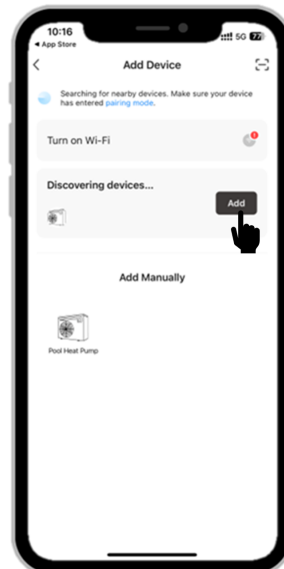 10:16
5G 77
App Store
Add Device
Searching for nearby devices. Make sure your device
has entered pairing mode.
Turn on Wi-Fi
Discovering devices...
Add
Add Manually
Pool Heat Pump